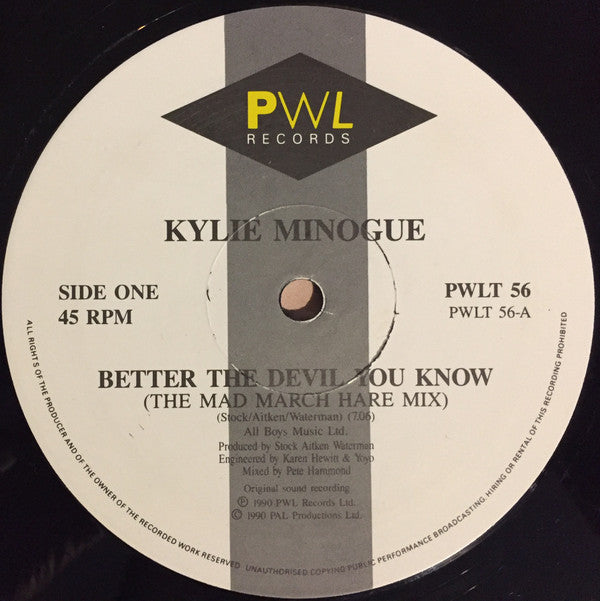 PWL
RECORDS
KYLIE MINOGUE
SIDE ONE
45 RPM
PWLT 56
PWLT 56-A
BETTER THE DEVIL YOU KNOW
(THE MAD MARCH HARE MIX)
(Stock/Aitken/Waterman) (7.06)
All Boys Music Ltd.
Produced by Stock Aitken Waterman
Engineered by Karen Hewitt & Yoyo
Mixed by Pete Hammond
Original sound recording
Ⓟ 1990 PWL Records Ltd.
© 1990 PAL Productions Ltd.
ALL RIGHTS OF THE PRODUCER AND OF THE OWNER OF THE RECORDED WORK RESERVED UNAUTHORISED COPYING PUBLIC PERFORMANCE BROADCASTING, HIRING OR RENTAL OF THIS RECORDING PROHIBITED